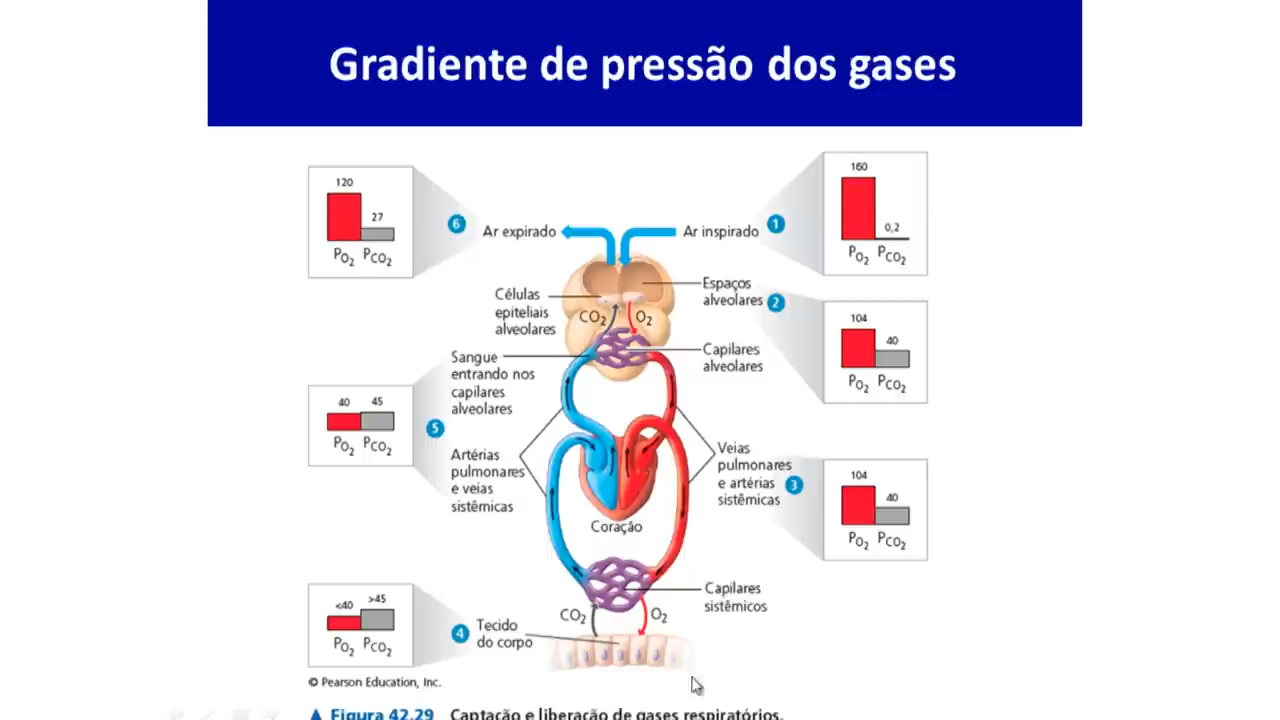 Gradiente de pressão dos gases
120
27
PO2 PCO2
6
Ar expirado
Ar inspirado
1
160
0,2
PO2 PCO2
Células
epiteliais
alveolares
CO2
O2
Espaços
alveolares
2
104
40
PO2 PCO2
Sangue
entrando nos
capilares
alveolares
Capilares
alveolares
40
45
PO2 PCO2
5
Artérias
pulmonares
e veias
sistêmicas
Coração
Veias
pulmonares
e artérias
sistêmicas
3
104
40
PO2 PCO2
<40
>45
PO2 PCO2
4
Tecido
do corpo
CO2
O2
Capilares
sistêmicos
© Pearson Education, Inc.
▲ Figura 42.29 Captação e liberação de gases respiratórios.